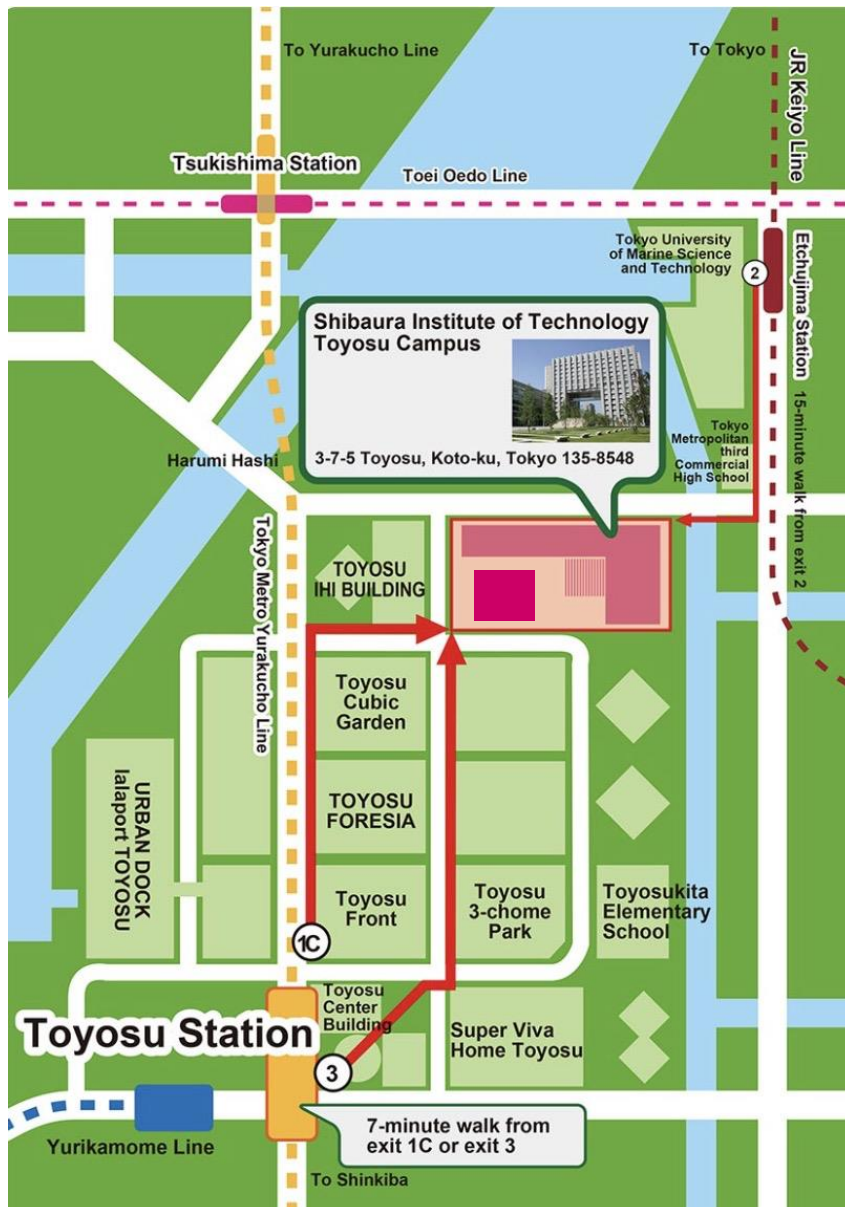 To Yurakucho Line
To Tokyo
JR Keiyo Line
Tsukishima Station
Toei Oedo Line
Tokyo University
of Marine Science
and Technology
2
Etchujima Station
15-minute walk from exit 2
Shibaura Institute of Technology
Toyosu Campus
3-7-5 Toyosu, Koto-ku, Tokyo 135-8548
Tokyo
Metropolitan
third
Commercial
High School
Harumi Hashi
Tokyo Metro Yurakucho Line
TOYOSU
IHI BUILDING
Toyosu
Cubic
Garden
TOYOSU
FORESIA
URBAN DOCK
lalaport TOYOSU
Toyosu
Front
Toyosu
3-chome
Park
Toyosukita
Elementary
School
1C
Toyosu
Center
Building
Toyosu Station
Super Viva
Home Toyosu
3
7-minute walk from
exit 1C or exit 3
Yurikamome Line
To Shinkiba